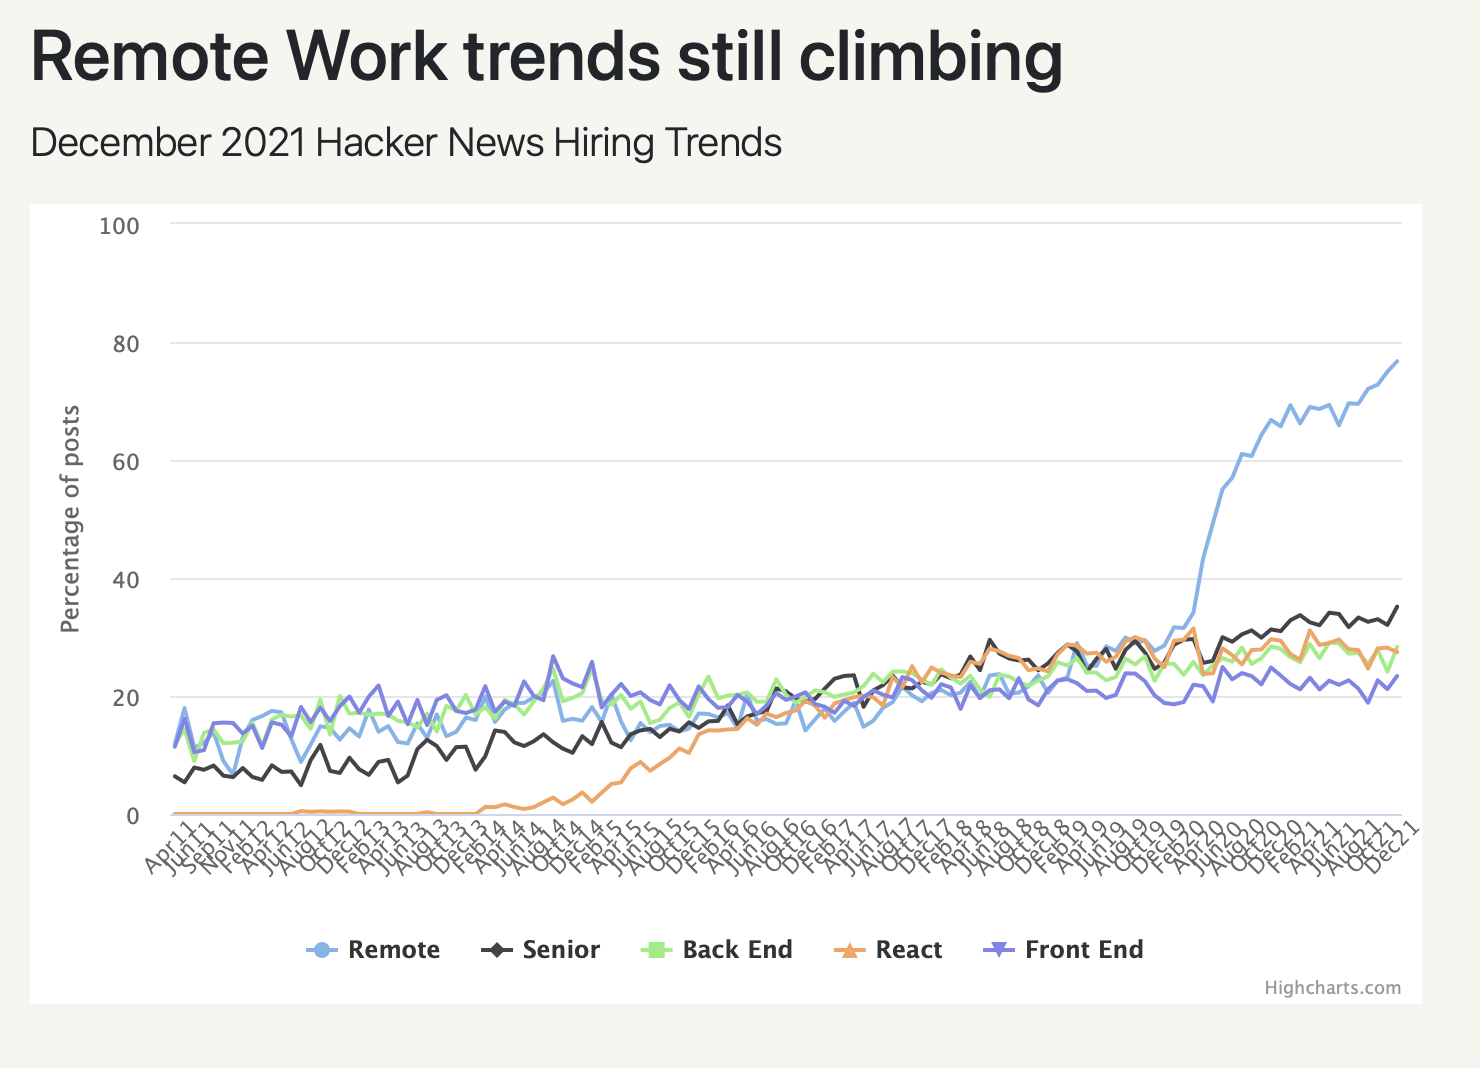 Remote Work trends still climbing
December 2021 Hacker News Hiring Trends
100
80
60
40
20
0
Percentage of posts
Apr11
Jun11
Sep11
Nov11
Feb12
Apr12
Jun12
Aug12
Oct12
Dec12
Feb13
Apr13
Jun13
Aug13
Oct13
Dec13
Feb14
Apr14
Jun14
Aug14
Oct14
Dec14
Feb15
Apr15
Jun15
Aug15
Oct15
Dec15
Feb16
Apr16
Jun16
Aug16
Oct16
Dec16
Feb17
Apr17
Jun17
Aug17
Oct17
Dec17
Feb18
Apr18
Jun18
Aug18
Oct18
Dec18
Feb19
Apr19
Jun19
Aug19
Oct19
Dec19
Feb20
Apr20
Jun20
Aug20
Oct20
Dec20
Feb21
Apr21
Jun21
Aug21
Oct21
Dec21
Remote
Senior
Back End
React
Front End
Highcharts.com